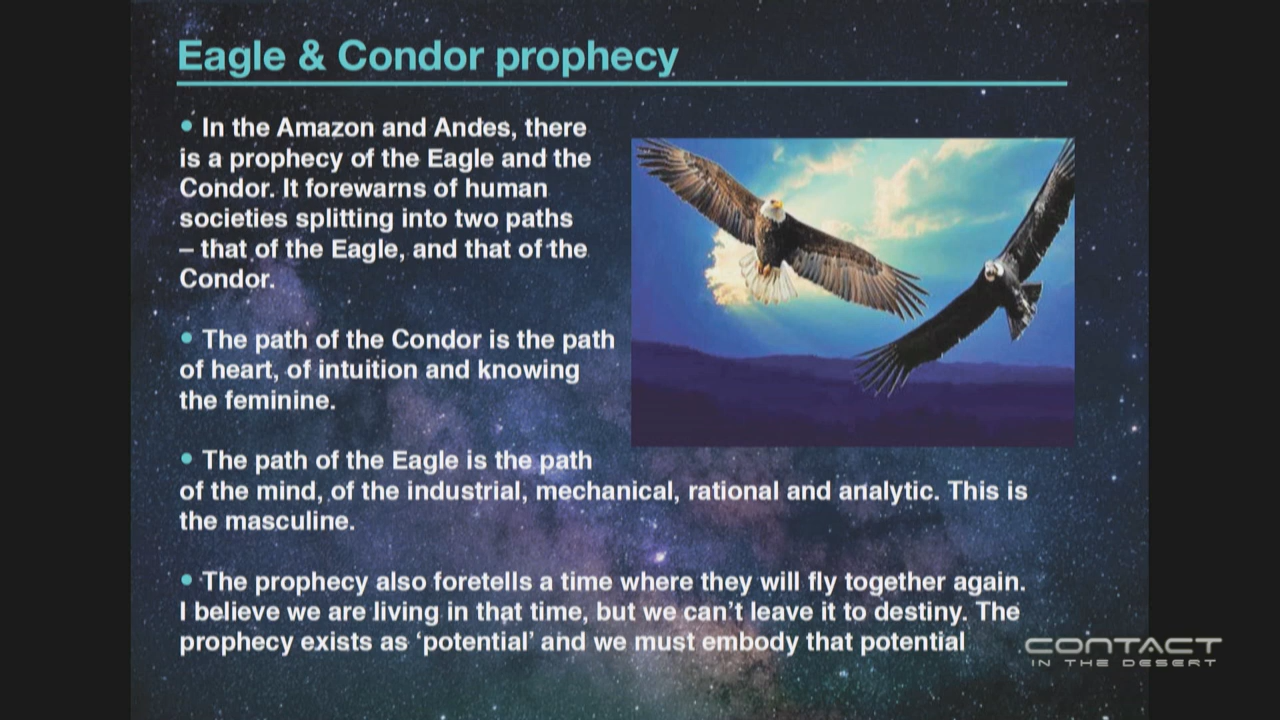 Eagle & Condor prophecy
• In the Amazon and Andes, there
is a prophecy of the Eagle and the
Condor. It forewarns of human
societies splitting into two paths
– that of the Eagle, and that of the
Condor.
• The path of the Condor is the path
of heart, of intuition and knowing
the feminine.
• The path of the Eagle is the path
of the mind, of the industrial, mechanical, rational and analytic. This is
the masculine.
• The prophecy also foretells a time where they will fly together again.
I believe we are living in that time, but we can't leave it to destiny. The
prophecy exists as ‘potential’ and we must embody that potential
CONTACT
IN THE DESERT